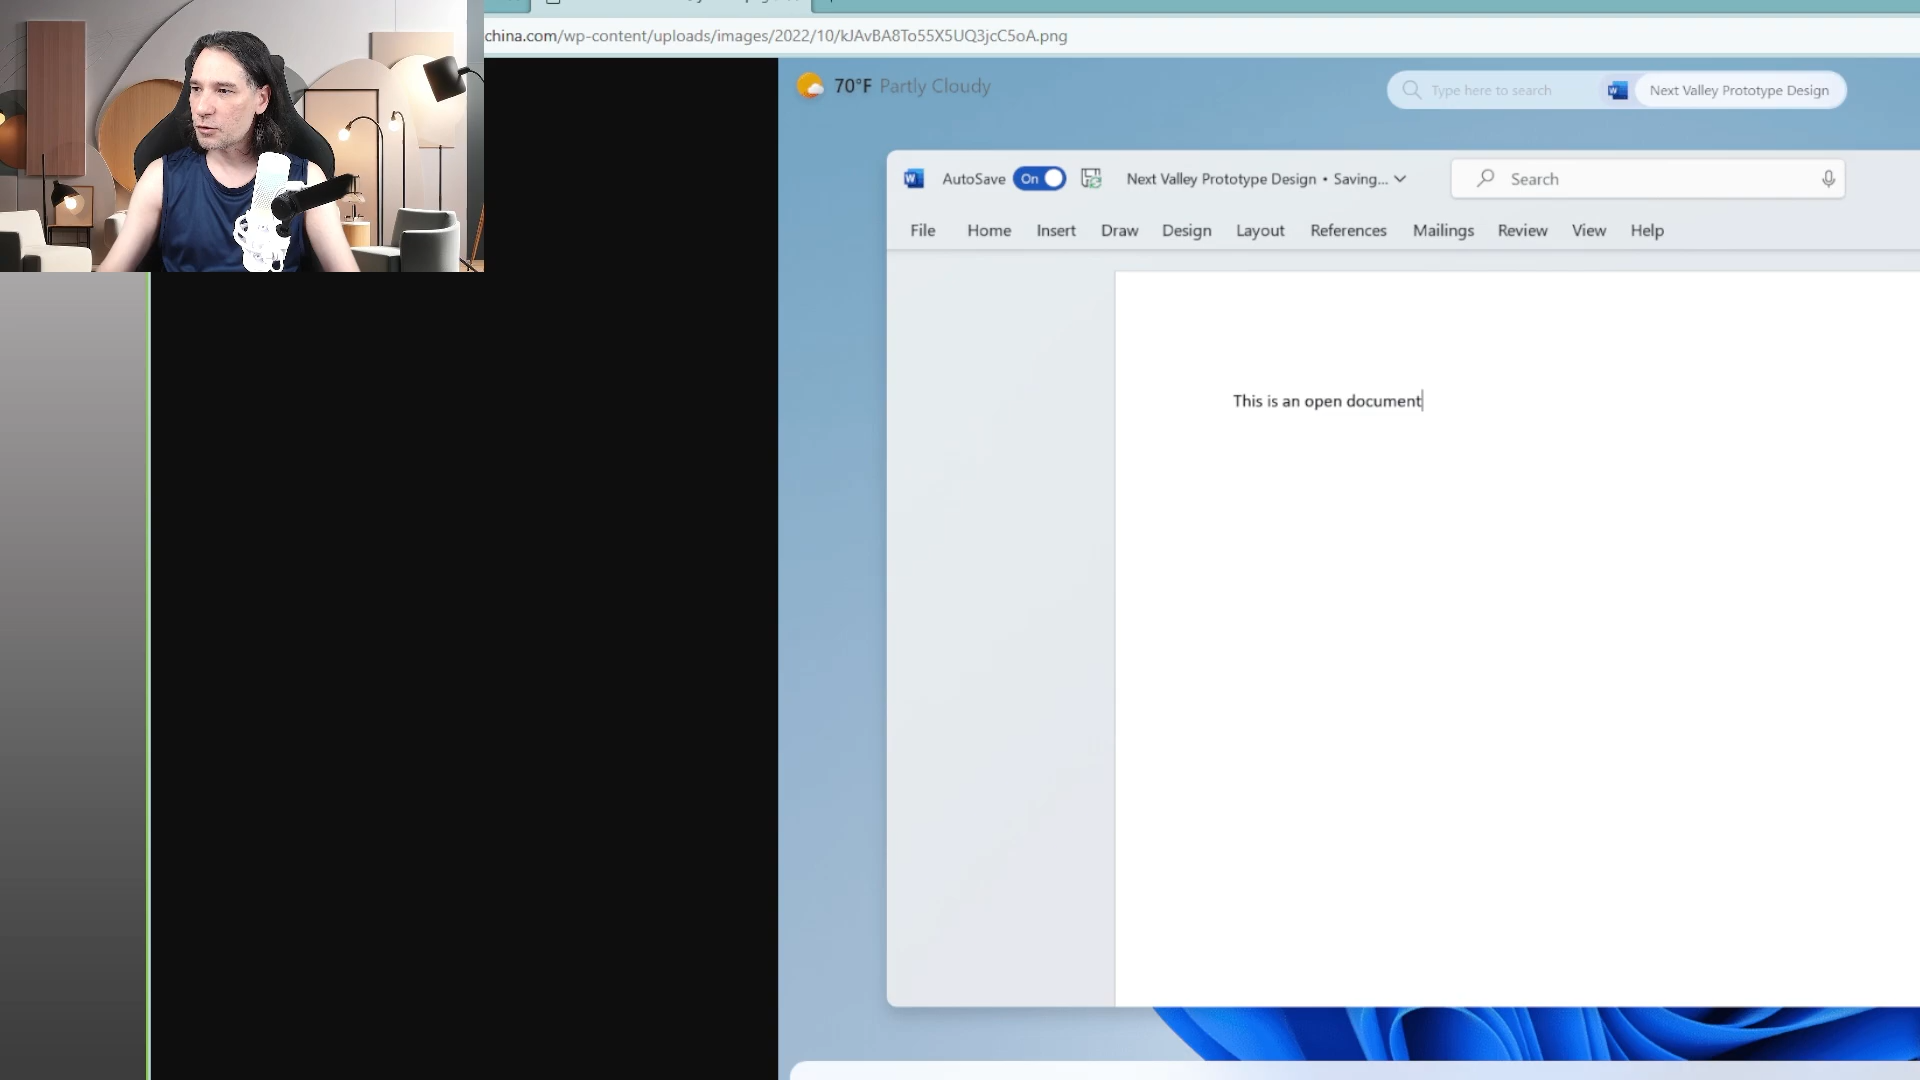 china.com/wp-content/uploads/images/2022/10/kJAvBA8To55X5UQ3jcC5oA.png
70°F Partly Cloudy
Type here to search
Next Valley Prototype Design
AutoSave On Next Valley Prototype Design • Saving...
Search
File Home Insert Draw Design Layout References Mailings Review View Help
This is an open document